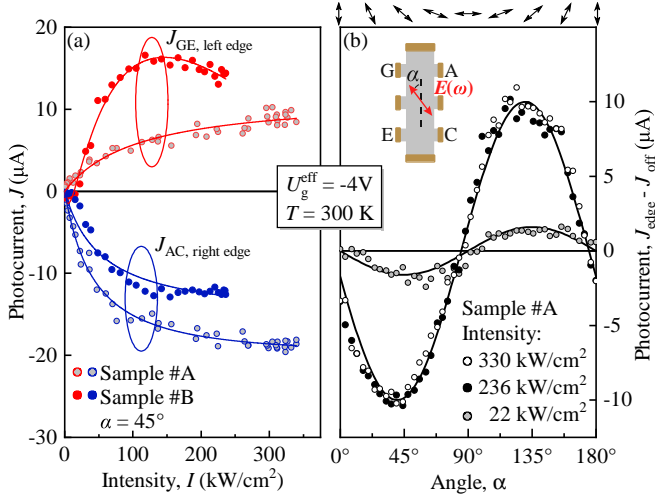 (a)
J_GE, left edge
J_AC, right edge
Sample #A
Sample #B
α = 45°
20
10
0
-10
-20
-30
Photocurrent, J (μA)
0
100
200
300
Intensity, I (kW/cm²)
U_g^eff = -4V
T = 300 K
(b)
G
A
α
E(ω)
E
C
Sample #A
Intensity:
330 kW/cm²
236 kW/cm²
22 kW/cm²
10
5
0
-5
-10
Photocurrent, J_edge - J_off (μA)
0°
45°
90°
135°
180°
Angle, α